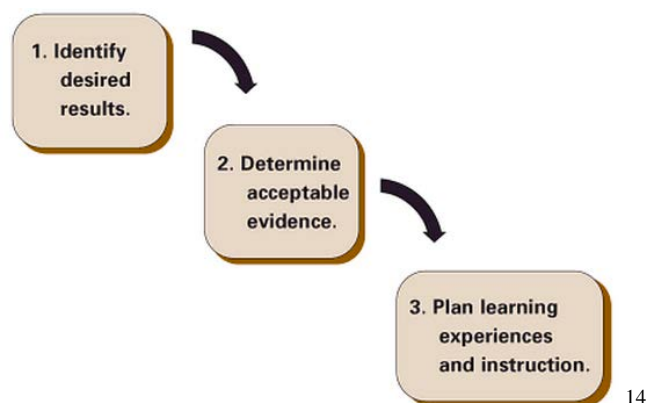 1. Identify
desired
results.
2. Determine
acceptable
evidence.
3. Plan learning
experiences
and instruction.
14